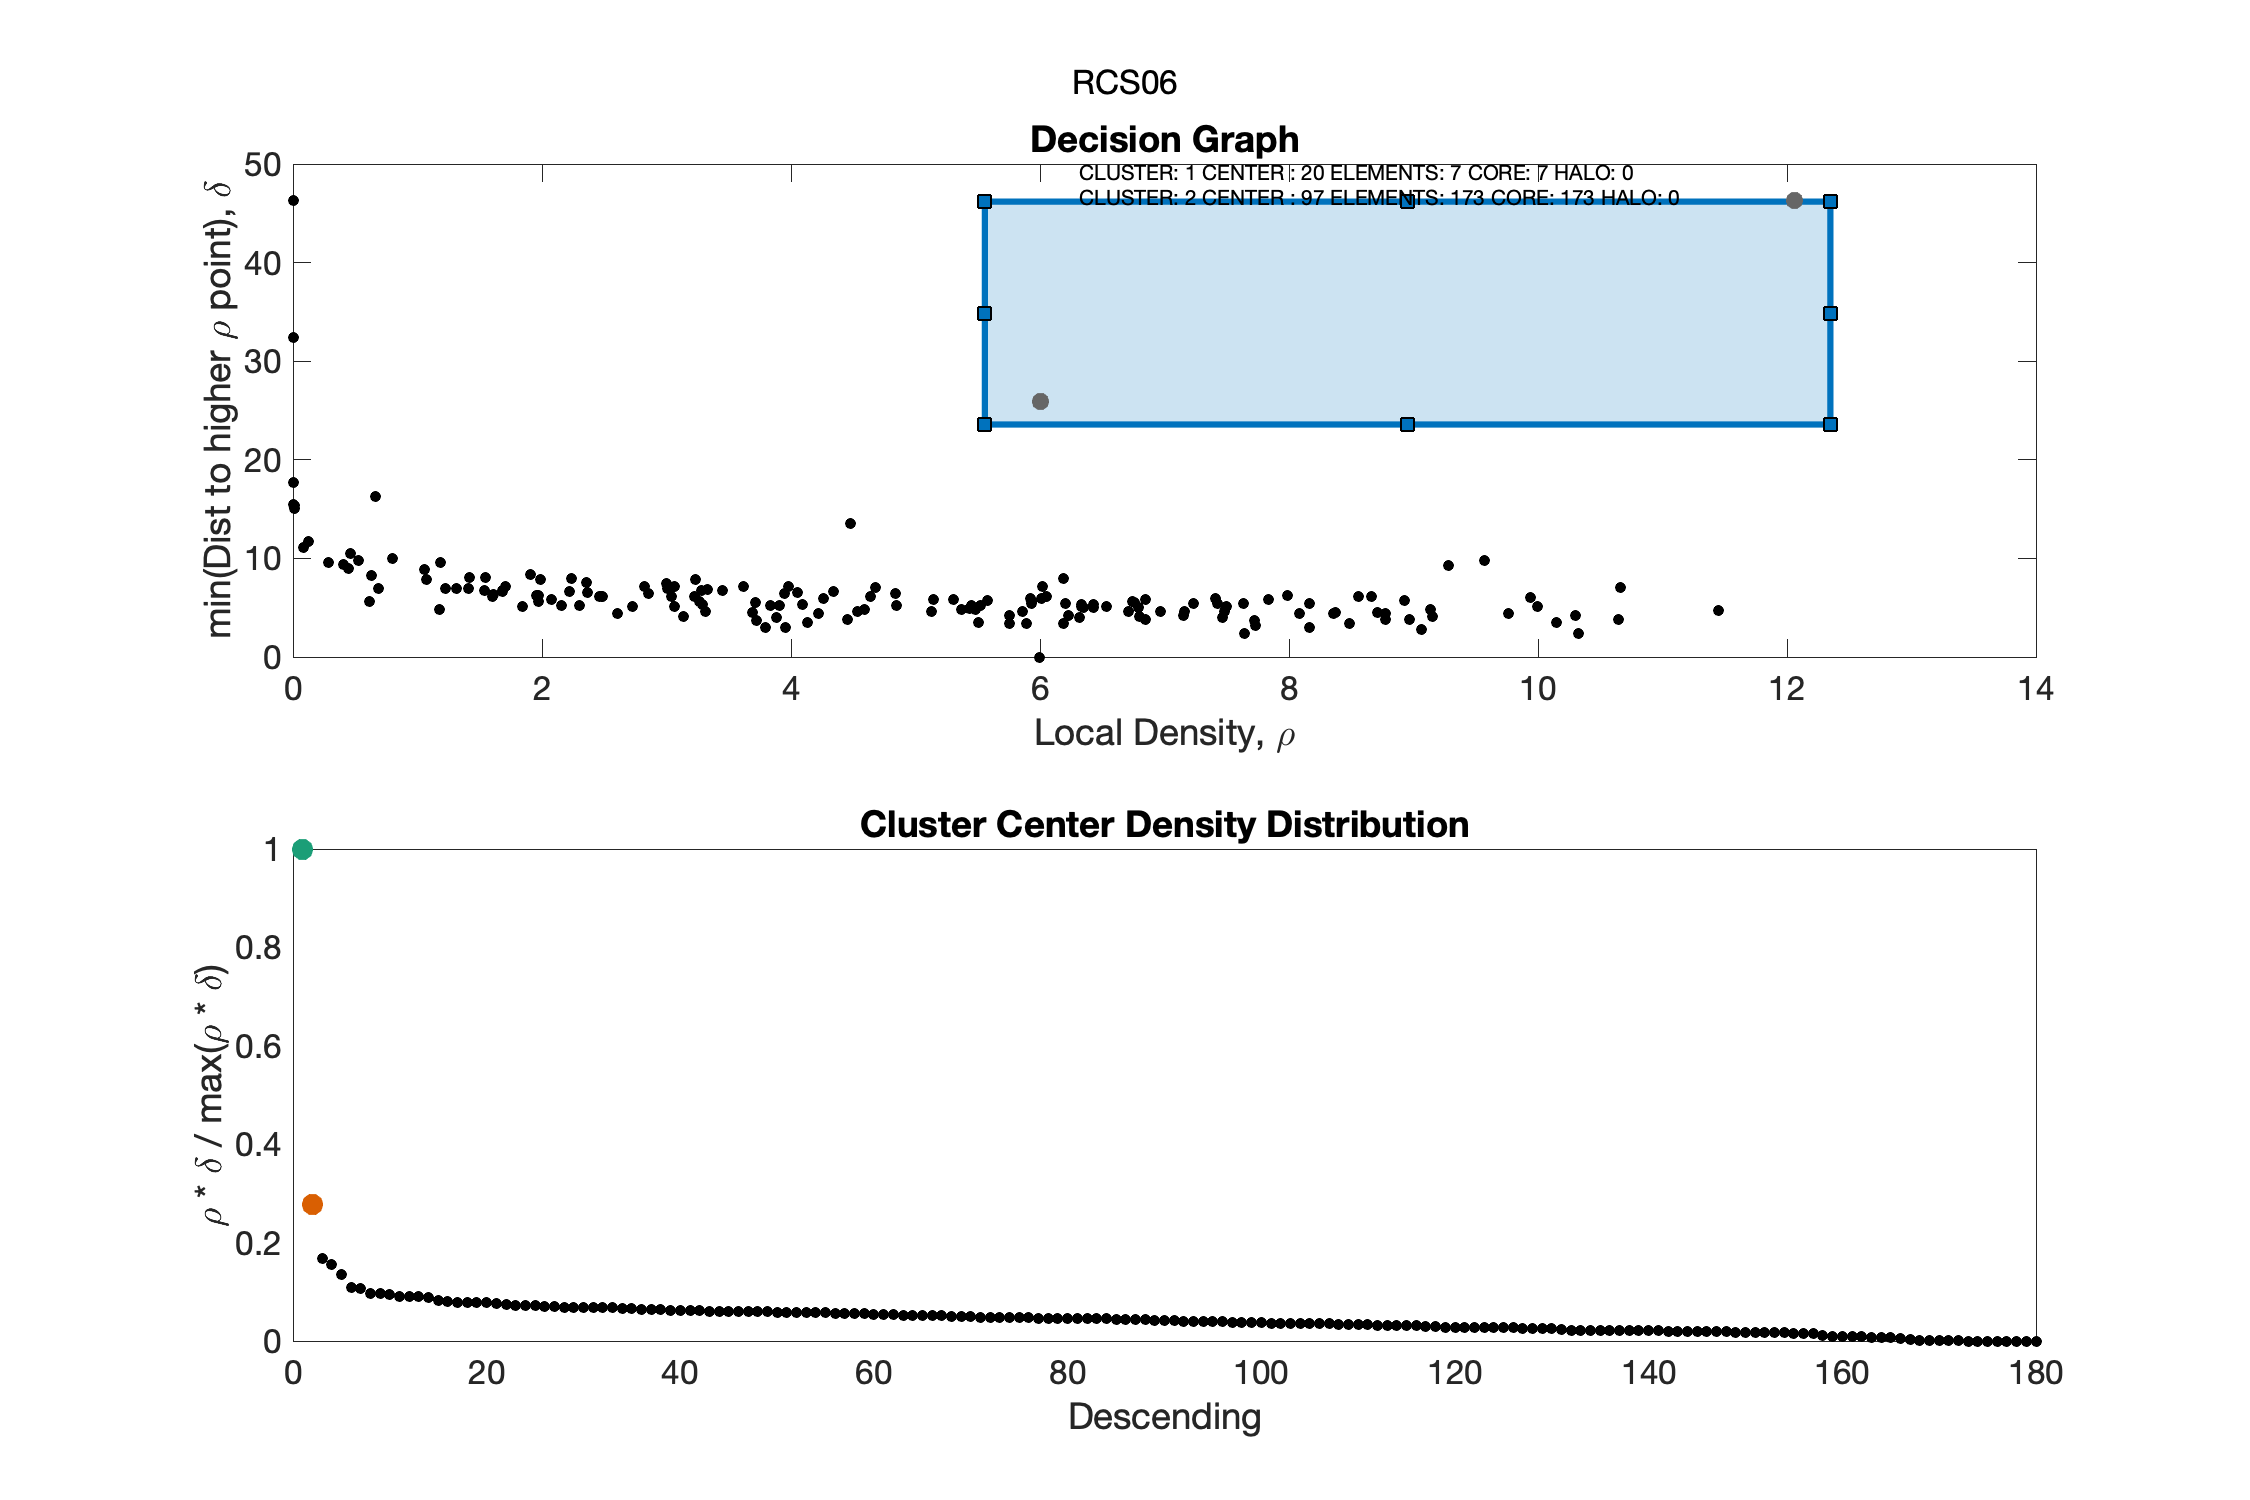 RCS06
Decision Graph
CLUSTER: 1 CENTER : 20 ELEMENTS: 7 CORE: 7 HALO: 0
CLUSTER: 2 CENTER : 97 ELEMENTS: 173 CORE: 173 HALO: 0
min(Dist to higher ρ point), δ
50
40
30
20
10
0
0 2 4 6 8 10 12 14
Local Density, ρ
Cluster Center Density Distribution
ρ * δ / max(ρ * δ)
1
0.8
0.6
0.4
0.2
0
0 20 40 60 80 100 120 140 160 180
Descending